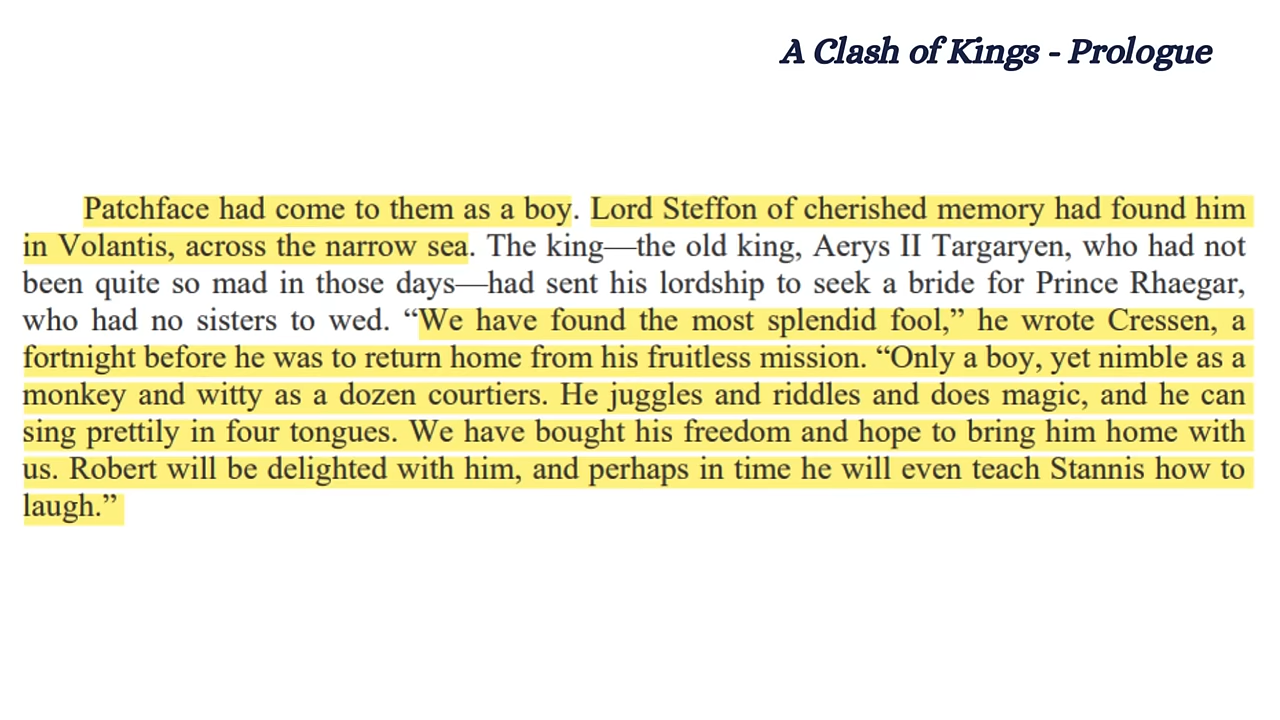 A Clash of Kings - Prologue
Patchface had come to them as a boy. Lord Steffon of cherished memory had found him
in Volantis, across the narrow sea. The king—the old king, Aerys II Targaryen, who had not
been quite so mad in those days—had sent his lordship to seek a bride for Prince Rhaegar,
who had no sisters to wed. “We have found the most splendid fool,” he wrote Cressen, a
fortnight before he was to return home from his fruitless mission. “Only a boy, yet nimble as a
monkey and witty as a dozen courtiers. He juggles and riddles and does magic, and he can
sing prettily in four tongues. We have bought his freedom and hope to bring him home with
us. Robert will be delighted with him, and perhaps in time he will even teach Stannis how to
laugh.”